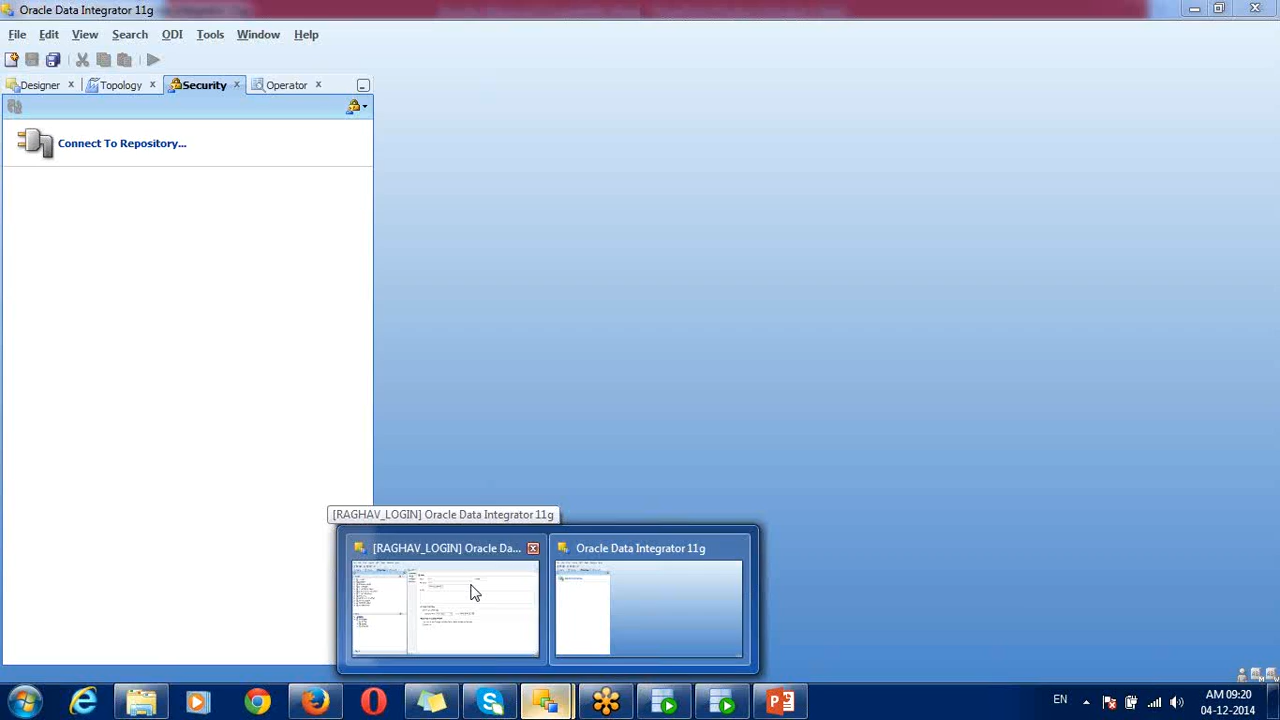 Oracle Data Integrator 11g
File Edit View Search ODI Tools Window Help
Designer x Topology x Security x Operator x
Connect To Repository...
[RAGHAV_LOGIN] Oracle Data Integrator 11g
[RAGHAV_LOGIN] Oracle Da... Oracle Data Integrator 11g
EN
AM 09:20
04-12-2014